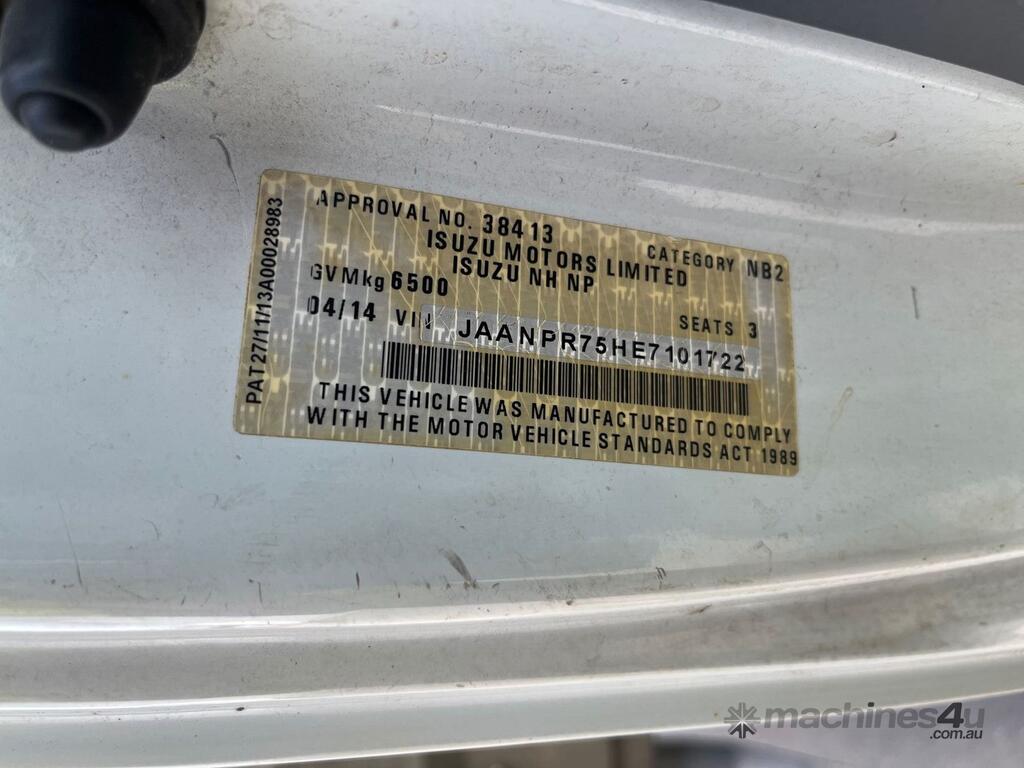 APPROVAL NO. 38413 CATEGORY NB2
ISUZU MOTORS LIMITED
ISUZU NH NP
GVMkg 6500
SEATS 3
04/14 VIN JAANPR75HE7101722
THIS VEHICLE WAS MANUFACTURED TO COMPLY
WITH THE MOTOR VEHICLE STANDARDS ACT 1989
PAT27/11/13A00028983
machines4u
.com.au